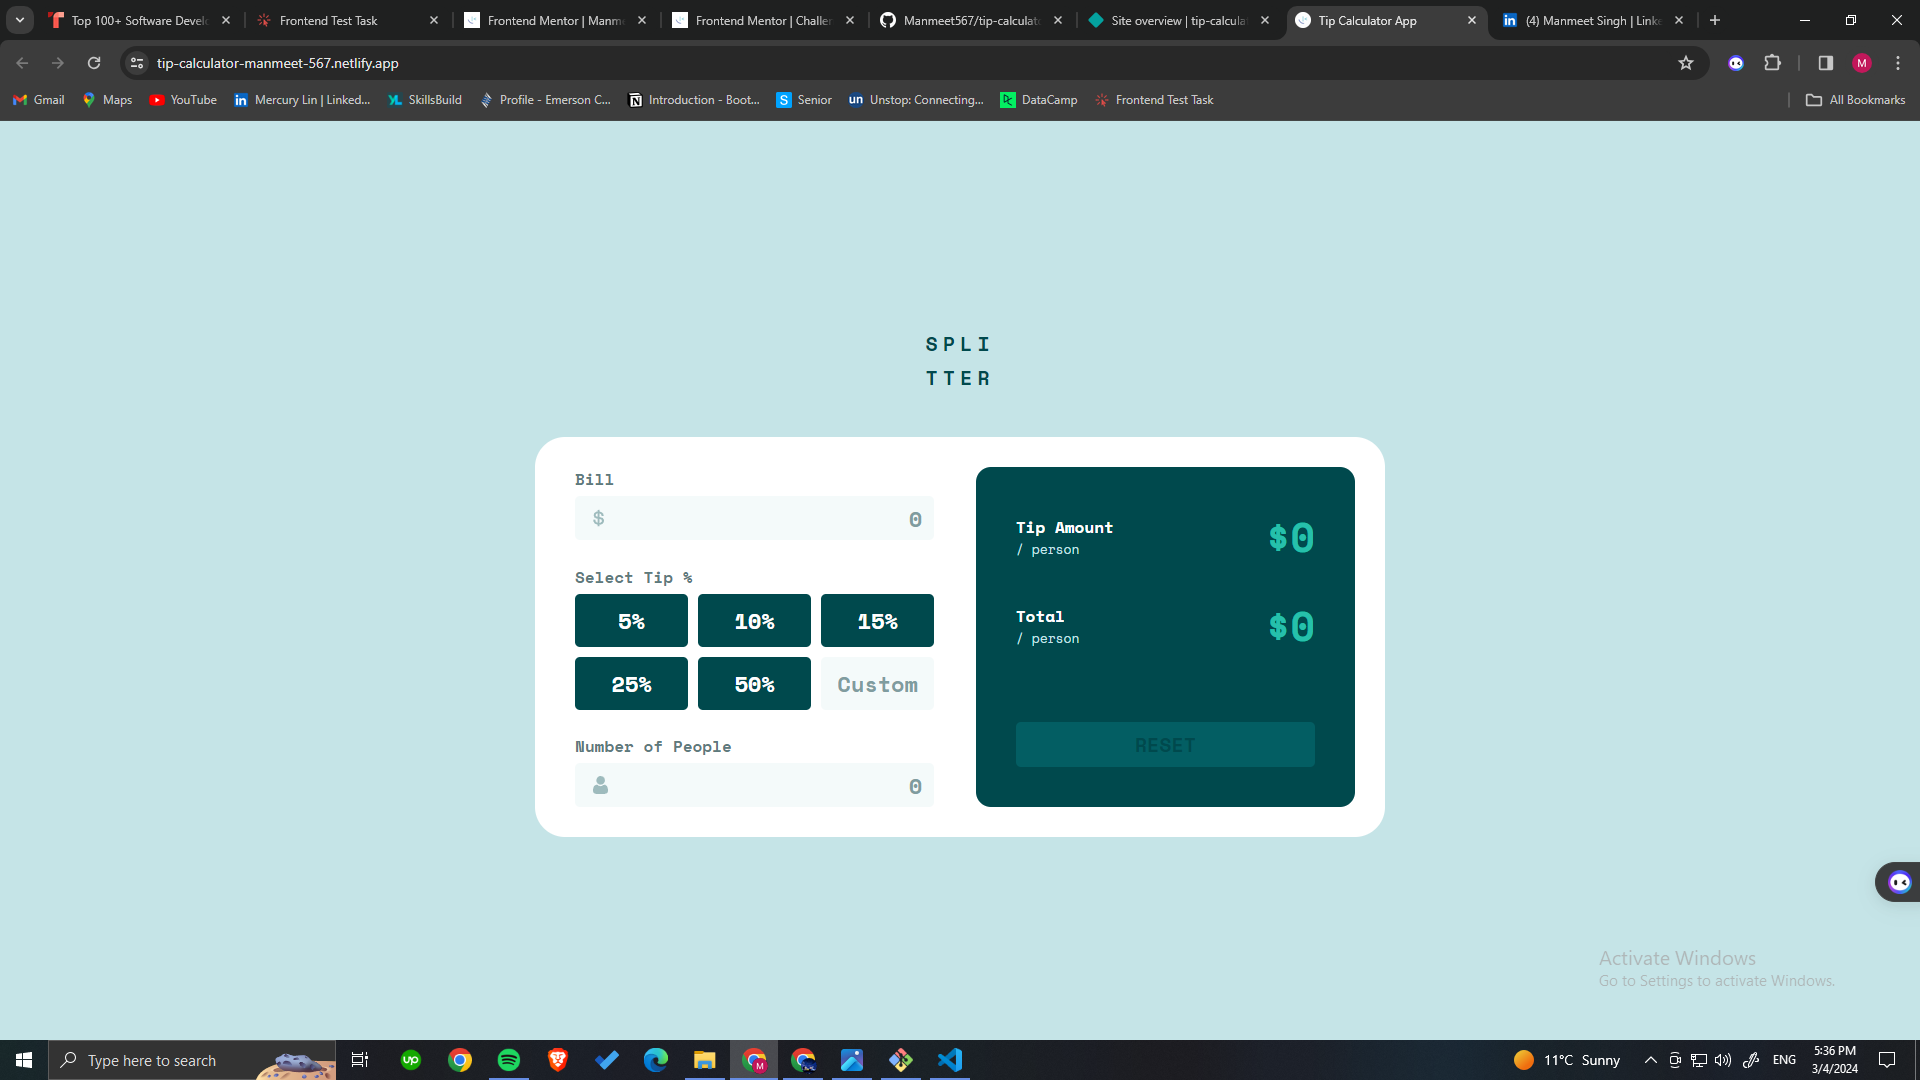 Top 100+ Software Develo
Frontend Test Task
Frontend Mentor | Manme
Frontend Mentor | Challen
Manmeet567/tip-calculato
Site overview | tip-calculat
Tip Calculator App
(4) Manmeet Singh | Linke
tip-calculator-manmeet-567.netlify.app
M
Gmail
Maps
YouTube
Mercury Lin | Linked...
SkillsBuild
Profile - Emerson C...
Introduction - Boot...
Senior
Unstop: Connecting...
DataCamp
Frontend Test Task
All Bookmarks
SPLI
TTER
Bill
$ 0
Select Tip %
5% 10% 15%
25% 50% Custom
Number of People
0
Tip Amount
/ person
$0
Total
/ person
$0
RESET
Activate Windows
Go to Settings to activate Windows.
Type here to search
11°C Sunny
ENG
5:36 PM
3/4/2024